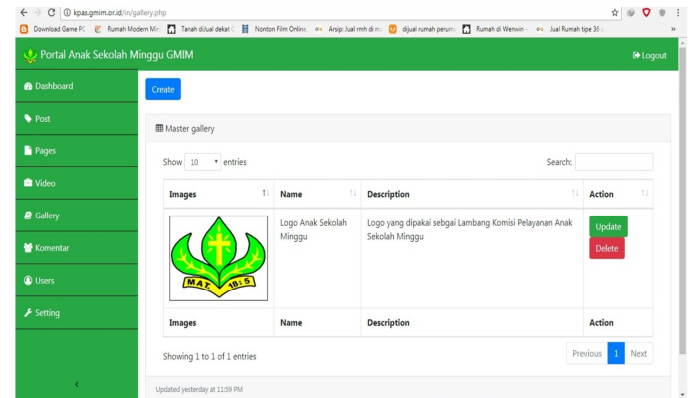 kpas.gmim.or.id/in/gallery.php
Download Game PC Rumah Modern Min Tanah diJual dekat C Nonton Film Online, Arsip: Jual rmh di m dijual rumah perum Rumah di Wenwin - Jual Rumah tipe 36 »
Portal Anak Sekolah Minggu GMIM Logout
Dashboard
Create
Post
Master gallery
Pages
Show 10 entries Search:
Video
Images Name Description Action
Gallery
Logo Anak Sekolah Minggu
Logo yang dipakai sebgai Lambang Komisi Pelayanan Anak Sekolah Minggu
Update
Delete
MAT. 18:5
Komentar
Users
Setting
Images Name Description Action
Showing 1 to 1 of 1 entries Previous 1 Next
Updated yesterday at 11:59 PM